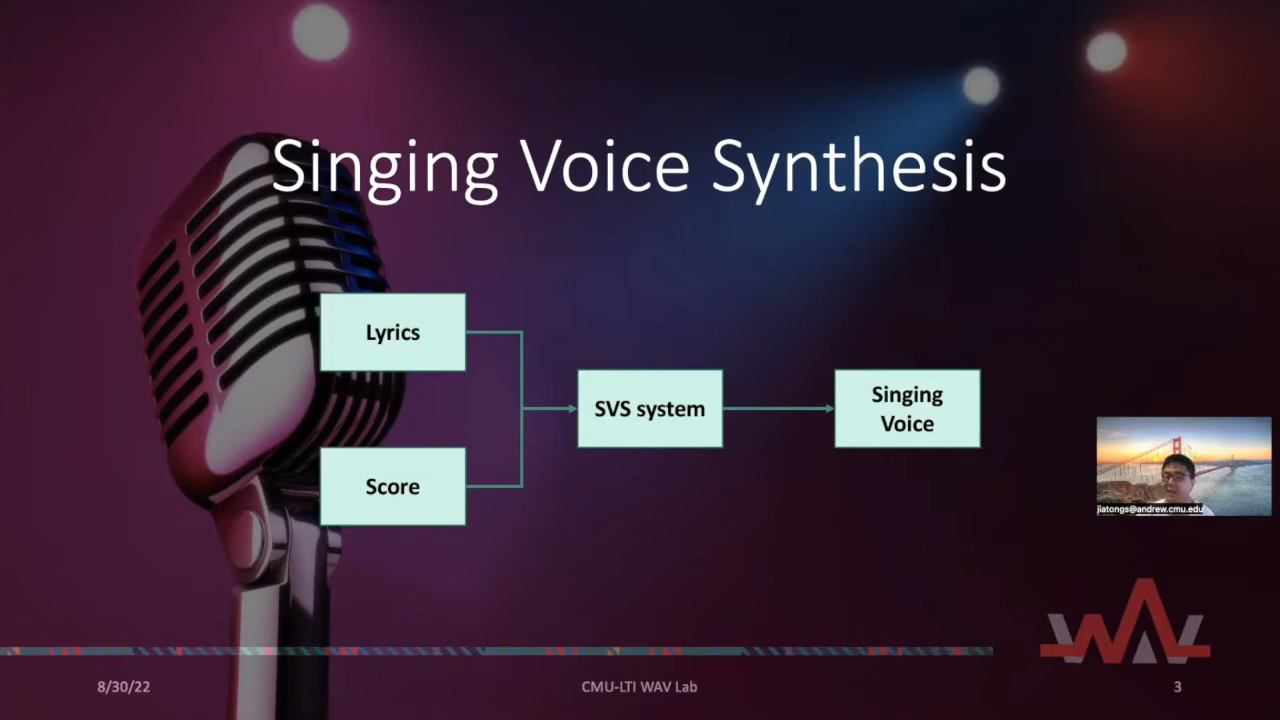 Singing Voice Synthesis
Lyrics
SVS system
Singing
Voice
Score
jiatongs@andrew.cmu.edu
WAV
8/30/22
CMU-LTI WAV Lab
3